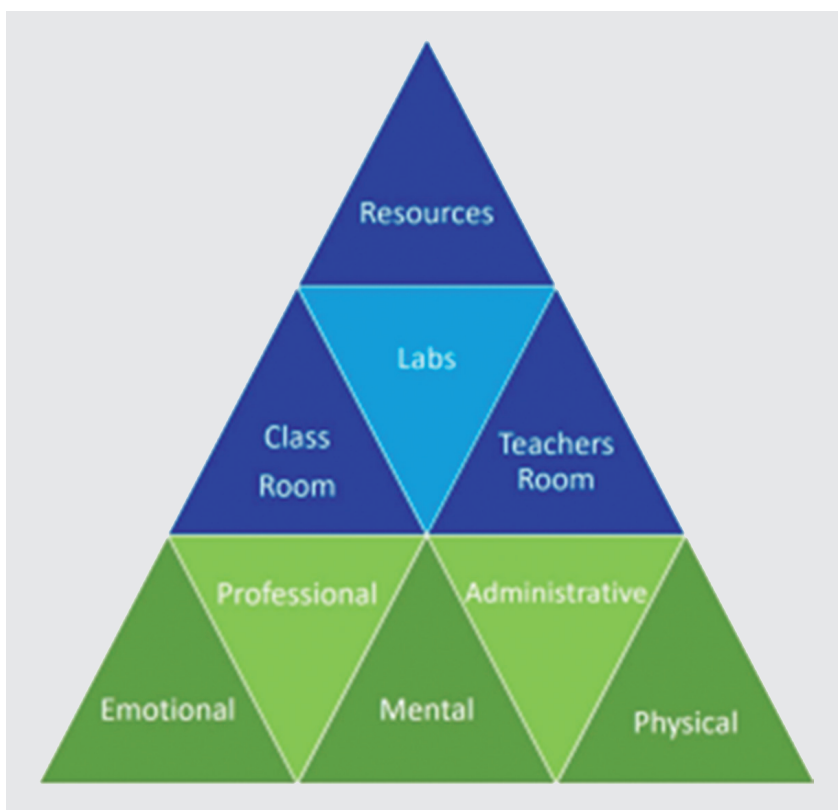 Resources
Labs
Class
Room
Teachers
Room
Professional
Administrative
Emotional
Mental
Physical